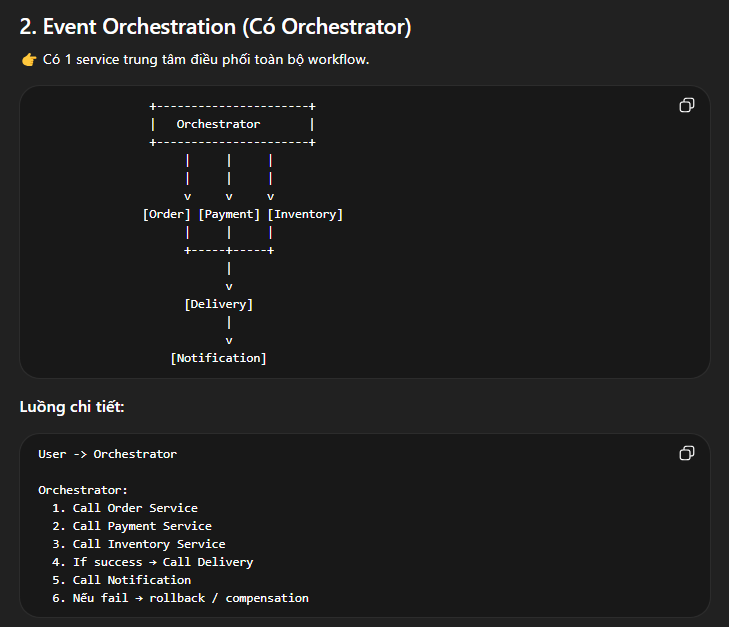 2. Event Orchestration (Có Orchestrator)
👉 Có 1 service trung tâm điều phối toàn bộ workflow.
                +----------------------+
                |   Orchestrator       |
                +----------------------+
                     |     |     |
                     |     |     |
                     v     v     v
               [Order] [Payment] [Inventory]
                     |     |     |
                     +-----+-----+
                           |
                           v
                     [Delivery]
                           |
                           v
                   [Notification]
Luồng chi tiết:
User -> Orchestrator
Orchestrator:
  1. Call Order Service
  2. Call Payment Service
  3. Call Inventory Service
  4. If success → Call Delivery
  5. Call Notification
  6. Nếu fail → rollback / compensation